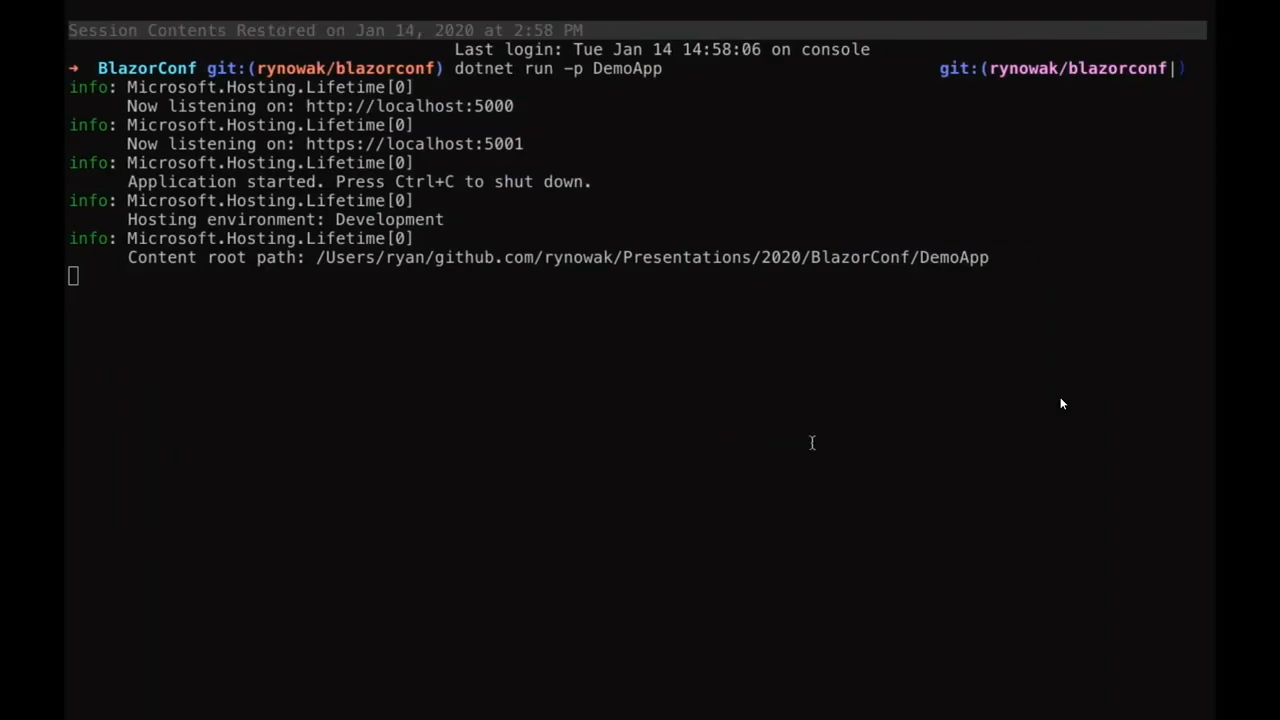 Session Contents Restored on Jan 14, 2020 at 2:58 PM
Last login: Tue Jan 14 14:58:06 on console
➜ BlazorConf git:(rynowak/blazorconf) dotnet run -p DemoApp git:(rynowak/blazorconf|)
info: Microsoft.Hosting.Lifetime[0]
Now listening on: http://localhost:5000
info: Microsoft.Hosting.Lifetime[0]
Now listening on: https://localhost:5001
info: Microsoft.Hosting.Lifetime[0]
Application started. Press Ctrl+C to shut down.
info: Microsoft.Hosting.Lifetime[0]
Hosting environment: Development
info: Microsoft.Hosting.Lifetime[0]
Content root path: /Users/ryan/github.com/rynowak/Presentations/2020/BlazorConf/DemoApp